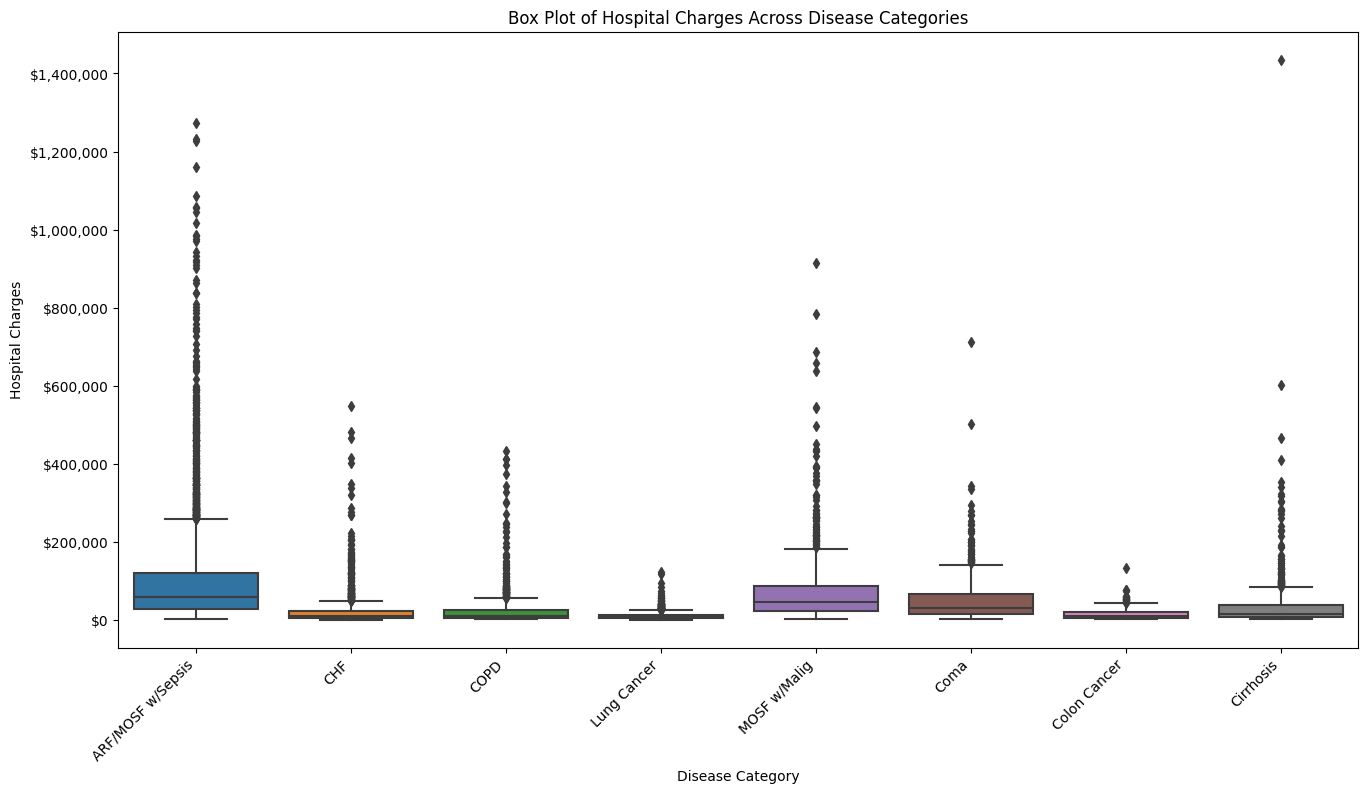 Box Plot of Hospital Charges Across Disease Categories
$1,400,000
$1,200,000
$1,000,000
$800,000
$600,000
$400,000
$200,000
$0
Hospital Charges
ARF/MOSF w/Sepsis
CHF
COPD
Lung Cancer
MOSF w/Malig
Coma
Colon Cancer
Cirrhosis
Disease Category